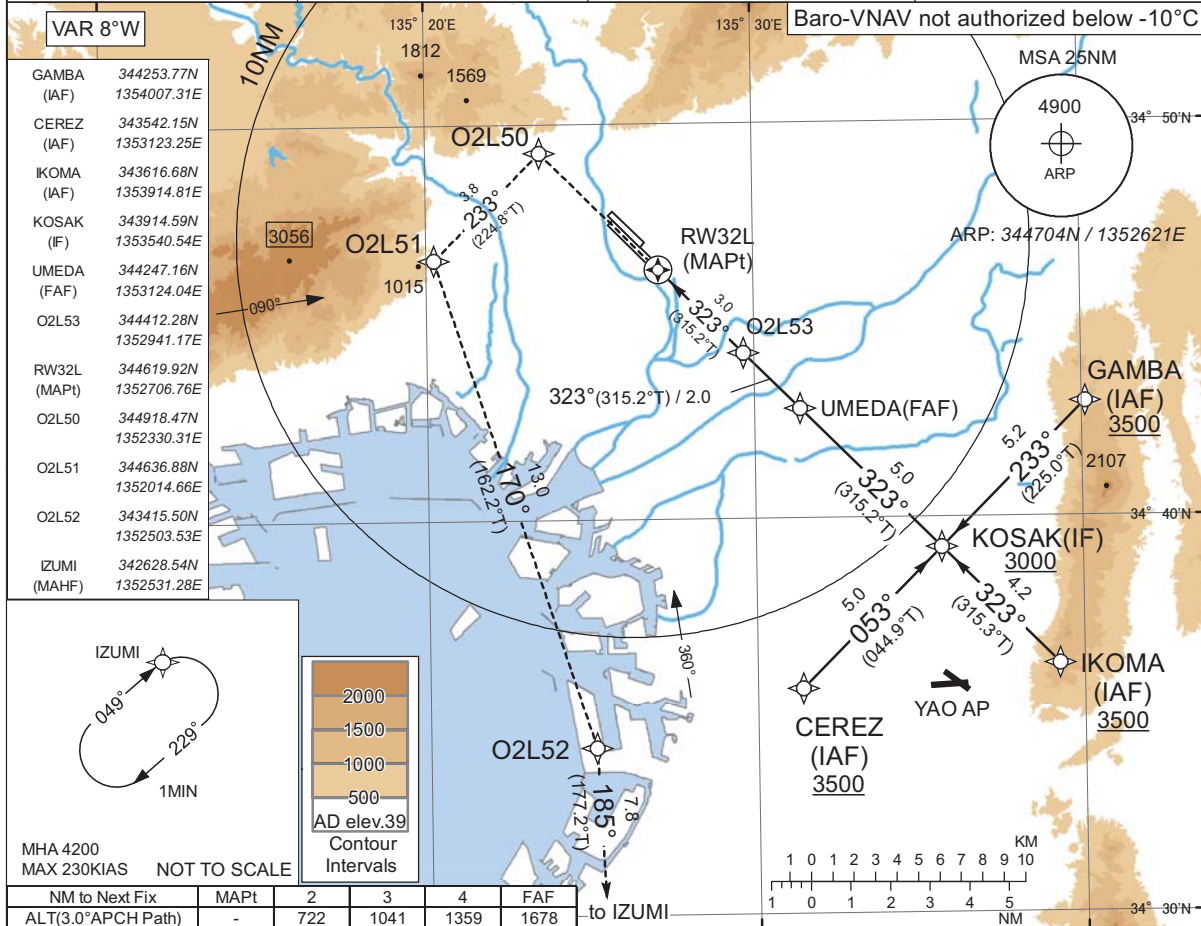 Baro-VNAV not authorized below -10°C
VAR 8°W
10NM
135° 20'E
135° 30'E
1812
1569
MSA 25NM
4900
ARP
34° 50'N
ARP: 344704N / 1352621E
GAMBA 344253.77N
(IAF) 1354007.31E
CEREZ 343542.15N
(IAF) 1353123.25E
IKOMA 343616.68N
(IAF) 1353914.81E
KOSAK 343914.59N
(IF) 1353540.54E
UMEDA 344247.16N
(FAF) 1353124.04E
O2L53 344412.28N
1352941.17E
RW32L 344619.92N
(MAPt) 1352706.76E
O2L50 344918.47N
1352330.31E
O2L51 344636.88N
1352014.66E
O2L52 343415.50N
1352503.53E
IZUMI 342628.54N
(MAHF) 1352531.28E
O2L50
3.8
233°
(224.8°T)
O2L51
3056
1015
090°
RW32L
(MAPt)
3.0
323°
(315.2°T)
O2L53
323°(315.2°T) / 2.0
UMEDA(FAF)
GAMBA
(IAF)
3500
5.2
233°
(225.0°T)
2107
5.0
323°
(315.2°T)
34° 40'N
KOSAK(IF)
3000
13.0
170°
(162.2°T)
4.2
323°
(315.3°T)
5.0
053°
(044.9°T)
360°
IKOMA
(IAF)
3500
YAO AP
CEREZ
(IAF)
3500
O2L52
7.8
185°
(177.2°T)
to IZUMI
IZUMI
049°
229°
1MIN
MHA 4200
MAX 230KIAS
NOT TO SCALE
2000
1500
1000
500
AD elev.39
Contour
Intervals
KM
1 0 1 2 3 4 5 6 7 8 9 10
1 0 1 2 3 4 5
NM
34° 30'N
NM to Next Fix MAPt 2 3 4 FAF
ALT(3.0°APCH Path) - 722 1041 1359 1678